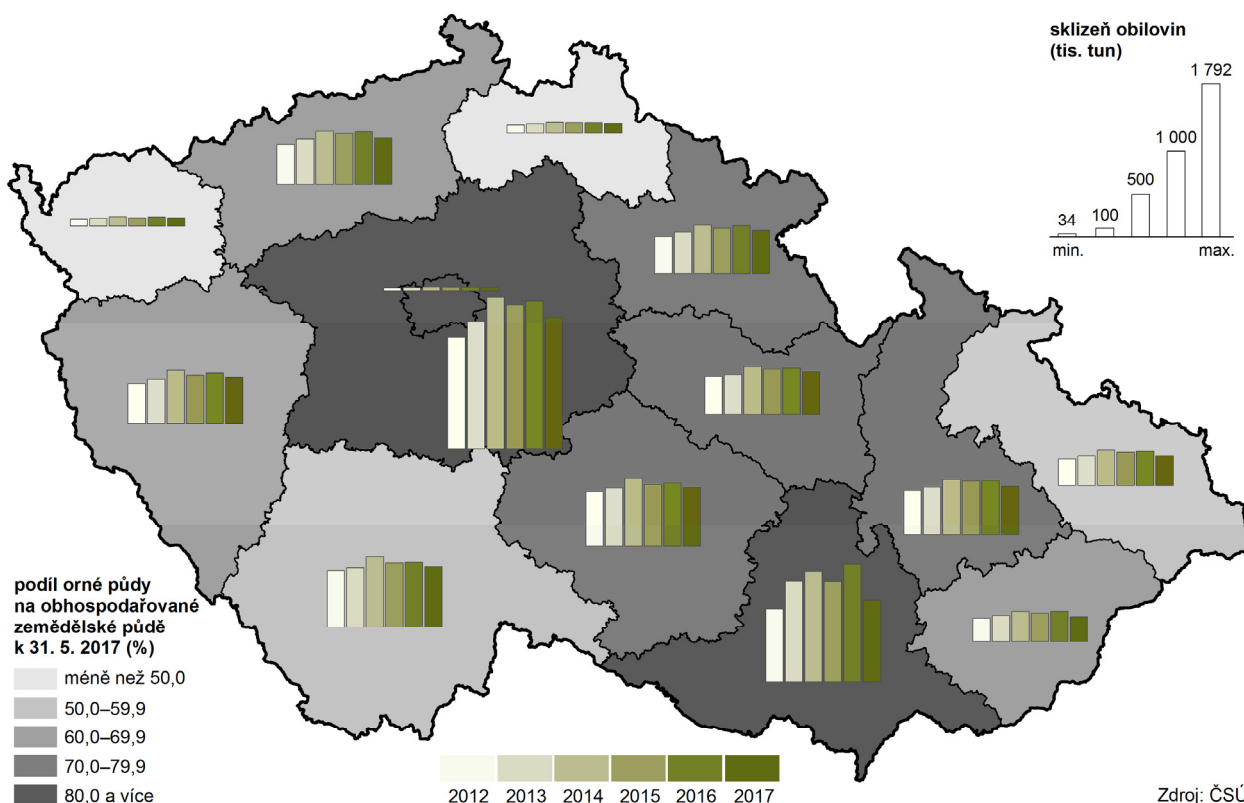 sklizeň obilovin
(tis. tun)
1 792
1 000
500
100
34
min.
max.
podíl orné půdy
na obhospodařované
zemědělské půdě
k 31. 5. 2017 (%)
méně než 50,0
50,0–59,9
60,0–69,9
70,0–79,9
80,0 a více
2012 2013 2014 2015 2016 2017
Zdroj: ČSÚ